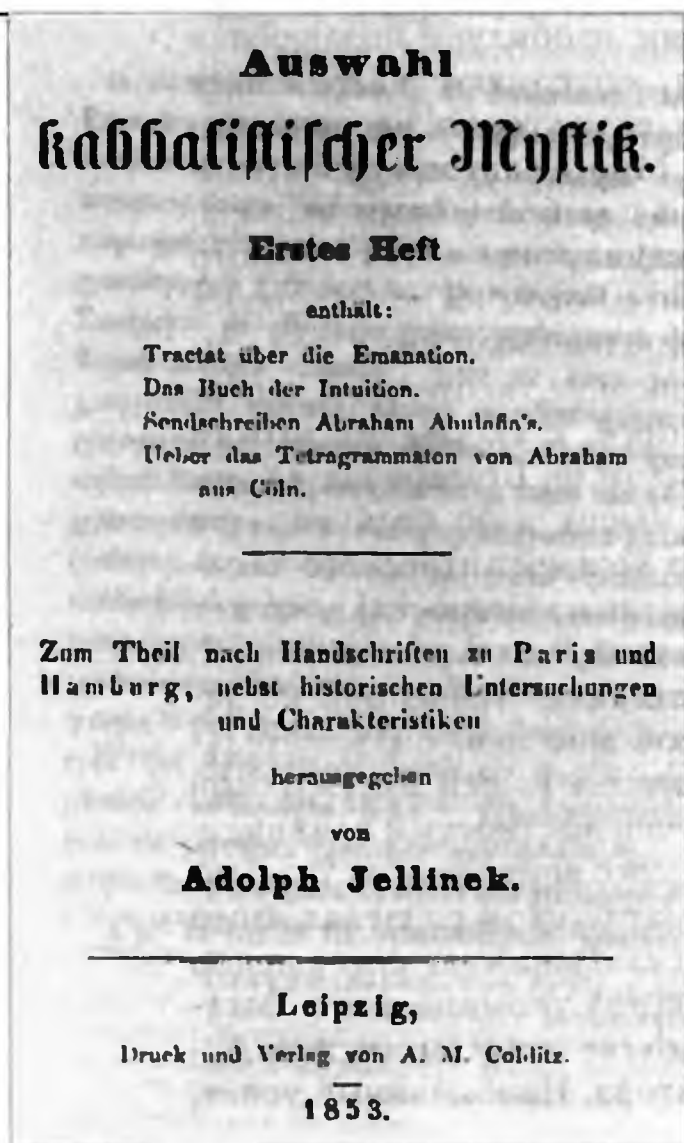 Auswahl
kabbalistischer Mystik.
Erstes Heft
enthält:
Tractat über die Emanation.
Das Buch der Intuition.
Sendschreiben Abraham Abulafia's.
Ueber das Tetragrammaton von Abraham
aus Cöln.
Zum Theil nach Handschriften zu Paris und
Hamburg, nebst historischen Untersuchungen
und Charakteristiken
herausgegeben
von
Adolph Jellinek.
Leipzig,
Druck und Verlag von A. M. Colditz.
1853.